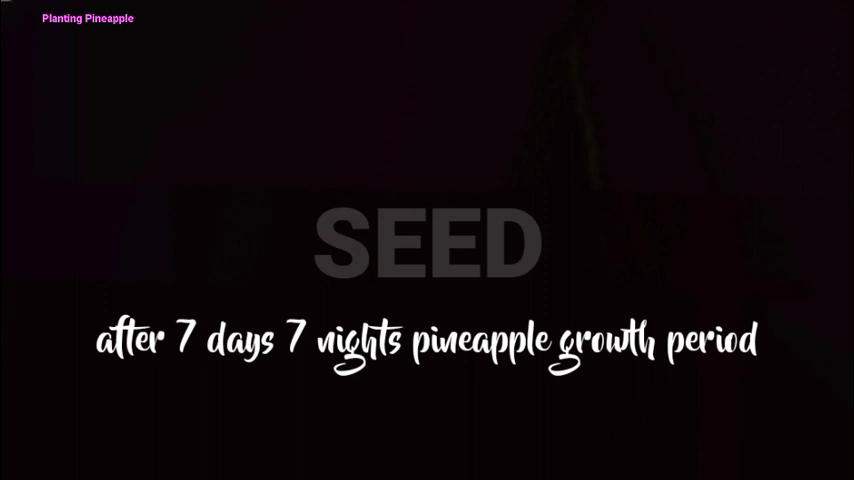 Planting Pineapple
SEED
after 7 days 7 nights pineapple growth period